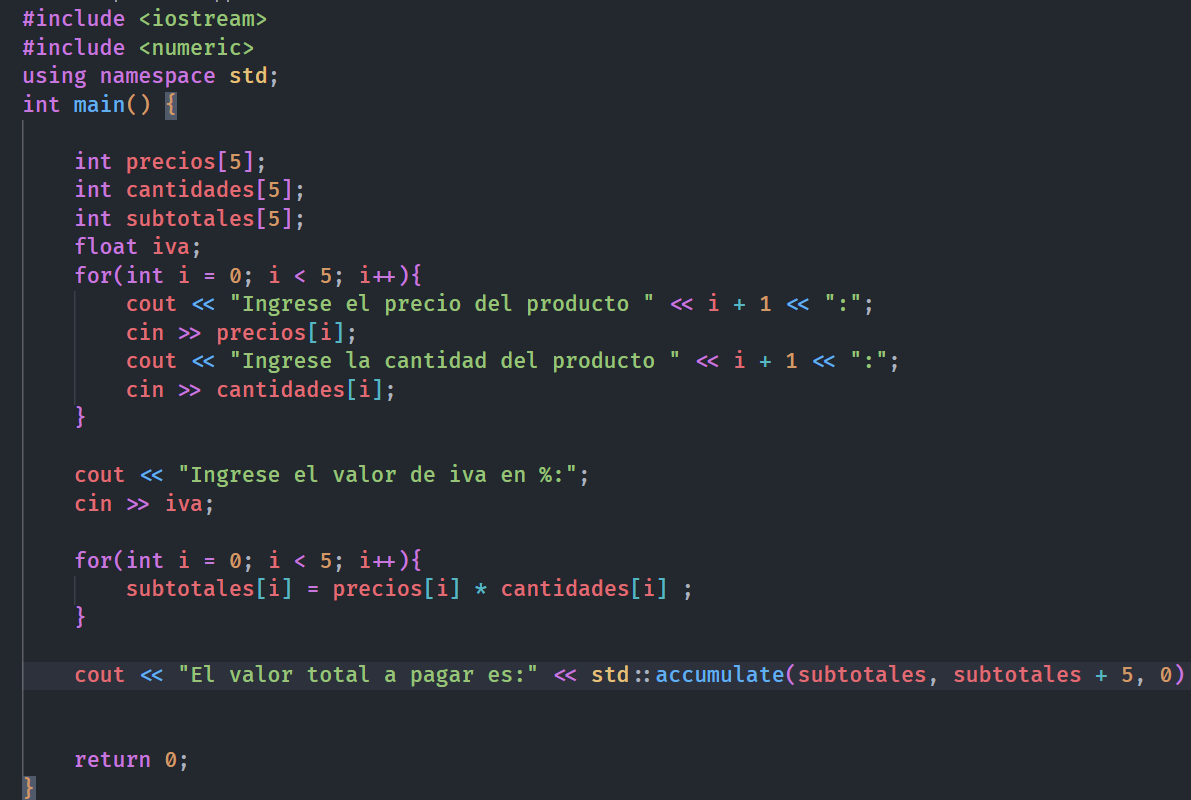 #include <iostream>
#include <numeric>
using namespace std;
int main() {
int precios[5];
int cantidades[5];
int subtotales[5];
float iva;
for(int i = 0; i < 5; i++){
cout << "Ingrese el precio del producto " << i + 1 << ":";
cin >> precios[i];
cout << "Ingrese la cantidad del producto " << i + 1 << ":";
cin >> cantidades[i];
}
cout << "Ingrese el valor de iva en %:";
cin >> iva;
for(int i = 0; i < 5; i++){
subtotales[i] = precios[i] * cantidades[i] ;
}
cout << "El valor total a pagar es:" << std::accumulate(subtotales, subtotales + 5, 0)
return 0;
}